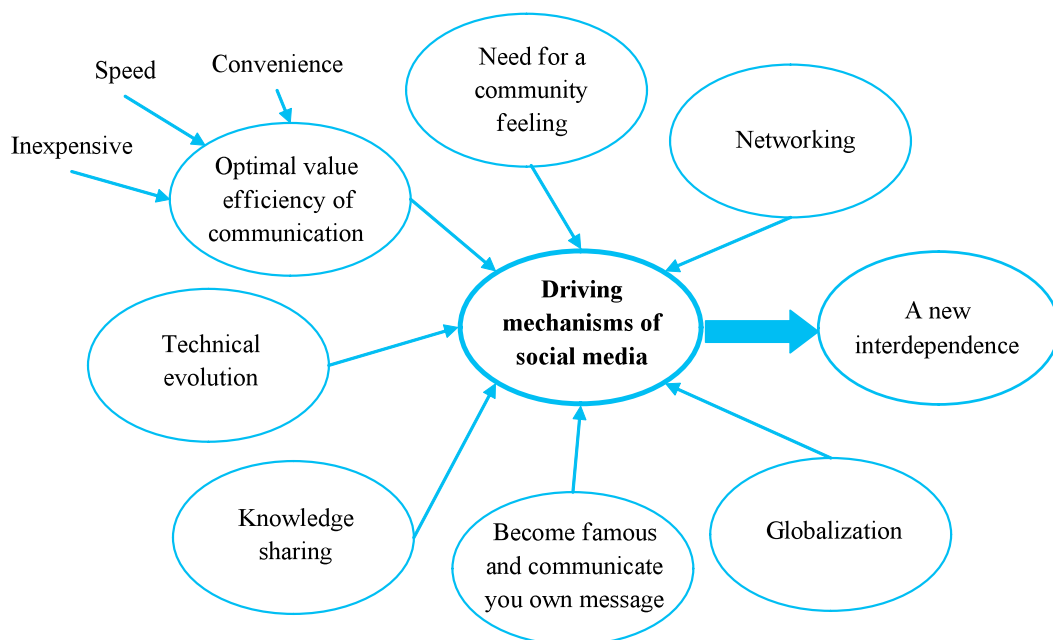 Speed
Convenience
Inexpensive
Optimal value
efficiency of
communication
Need for a
community
feeling
Networking
Driving
mechanisms of
social media
A new
interdependence
Technical
evolution
Knowledge
sharing
Become famous
and communicate
you own message
Globalization